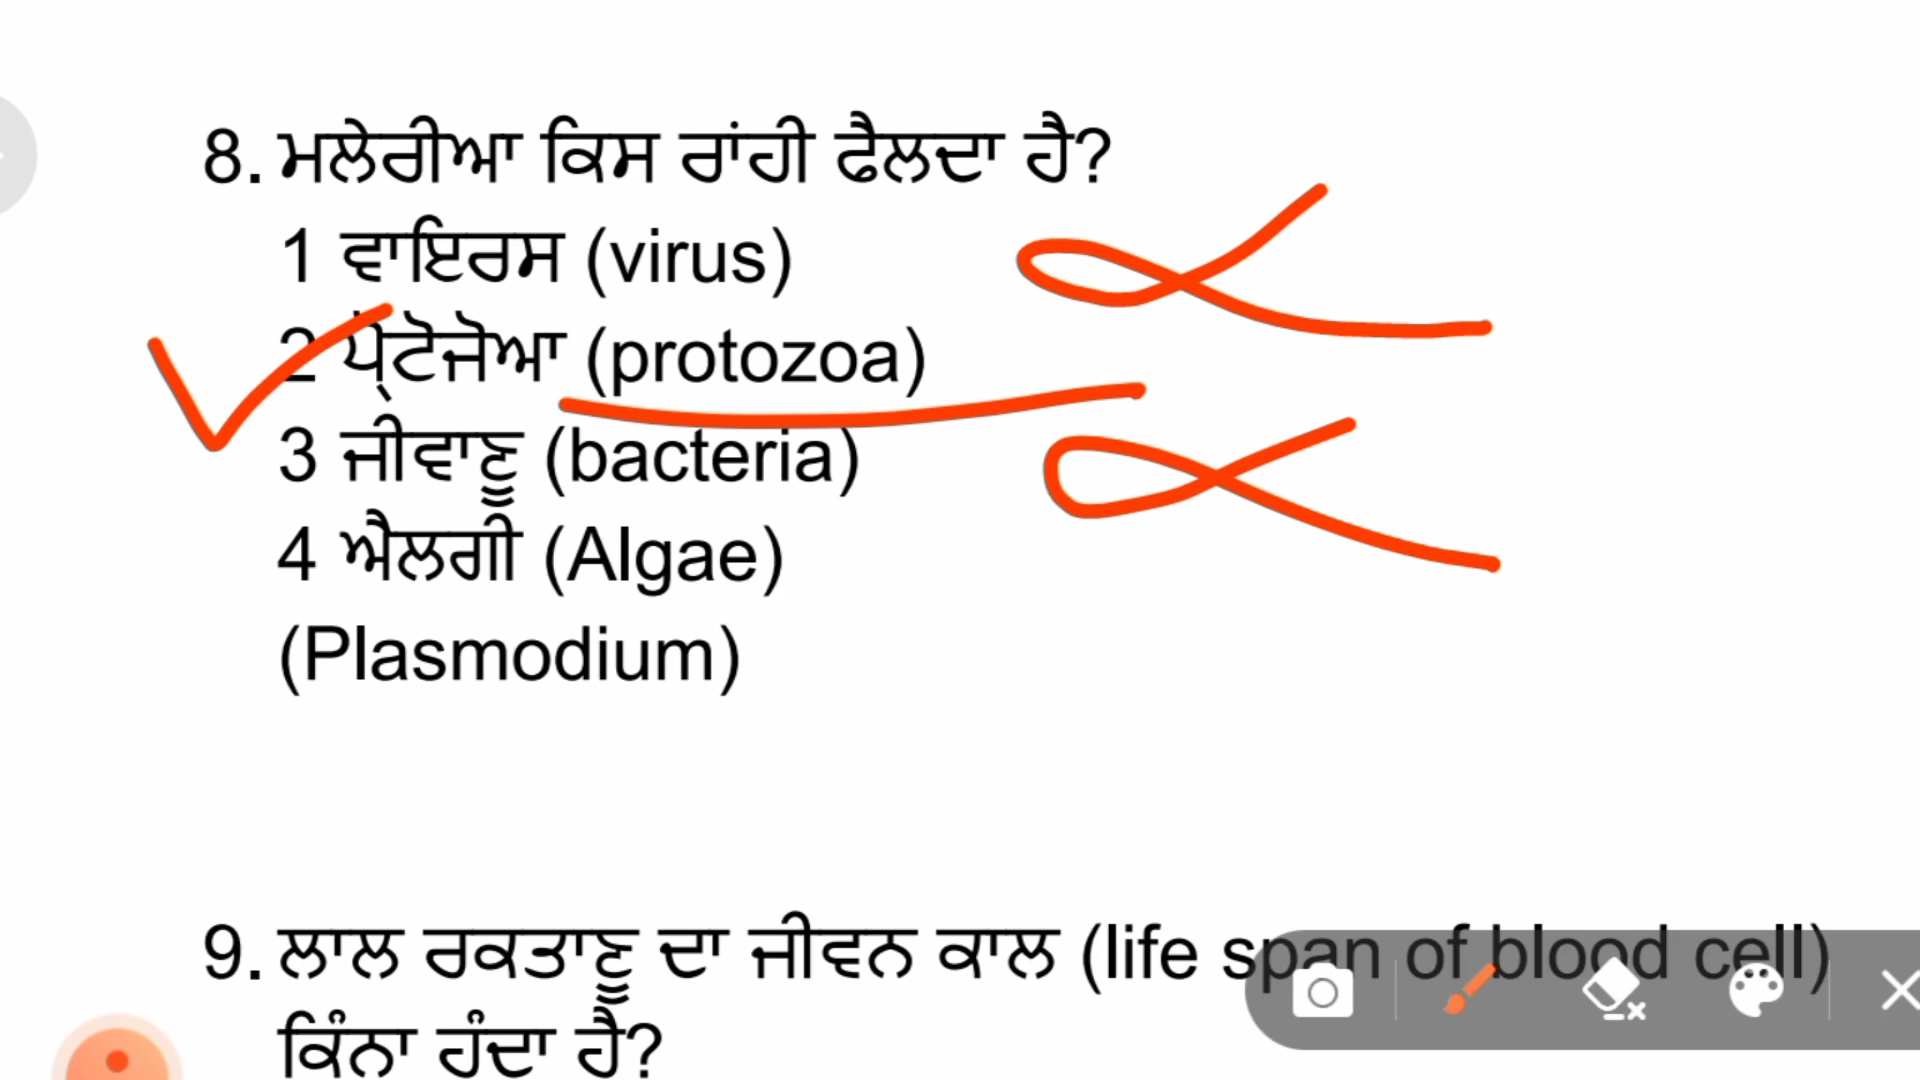 8. ਮਲੇਰੀਆ ਕਿਸ ਰਾਂਹੀ ਫੈਲਦਾ ਹੈ?
1 ਵਾਇਰਸ (virus)
2 ਪ੍ਰੋਟੋਜੋਆ (protozoa)
3 ਜੀਵਾਣੂ (bacteria)
4 ਐਲਗੀ (Algae)
(Plasmodium)
9. ਲਾਲ ਰਕਤਾਣੂ ਦਾ ਜੀਵਨ ਕਾਲ (life span of blood cell)
ਕਿੰਨਾ ਹੰਦਾ ਹੈ?